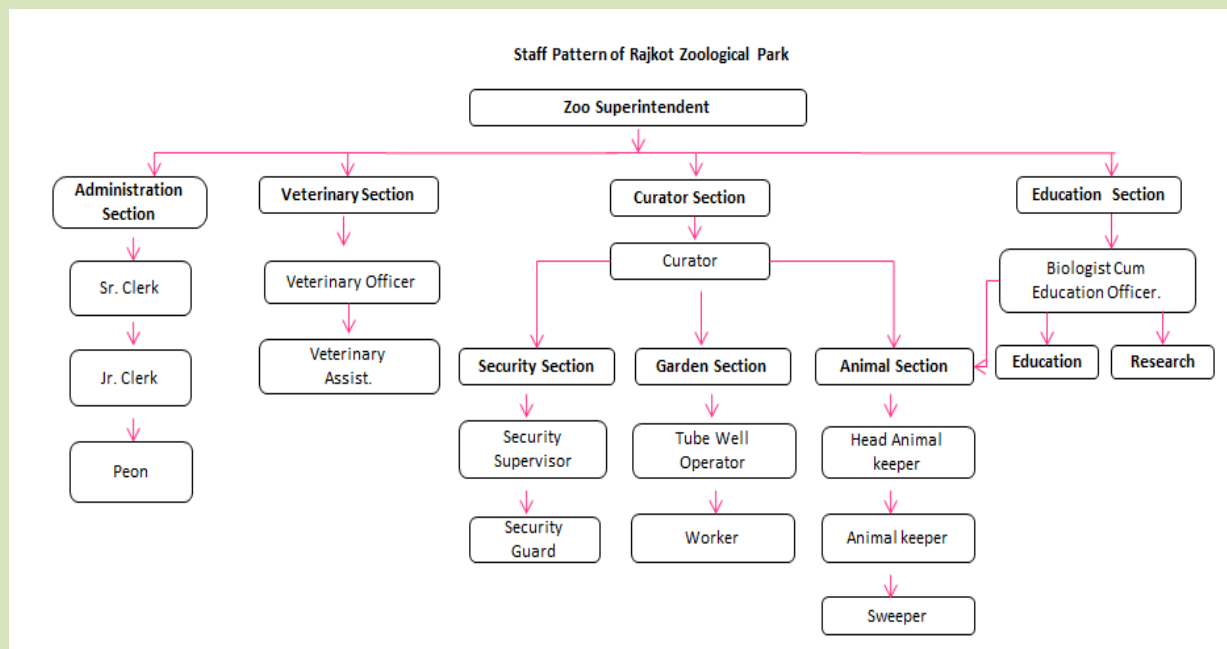 Staff Pattern of Rajkot Zoological Park
Zoo Superintendent
Administration
Section
Veterinary Section
Curator Section
Education Section
Sr. Clerk
Veterinary Officer
Curator
Biologist Cum
Education Officer.
Jr. Clerk
Veterinary
Assist.
Security Section
Garden Section
Animal Section
Education
Research
Peon
Security
Supervisor
Tube Well
Operator
Head Animal
keeper
Security
Guard
Worker
Animal keeper
Sweeper